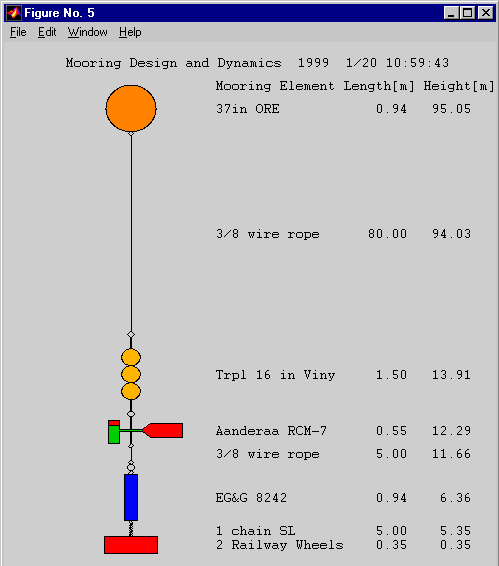 Figure No. 5
File Edit Window Help
Mooring Design and Dynamics 1999 1/20 10:59:43
Mooring Element Length[m] Height[m]
37in ORE 0.94 95.05
3/8 wire rope 80.00 94.03
Trpl 16 in Viny 1.50 13.91
Aanderaa RCM-7 0.55 12.29
3/8 wire rope 5.00 11.66
EG&G 8242 0.94 6.36
1 chain SL 5.00 5.35
2 Railway Wheels 0.35 0.35